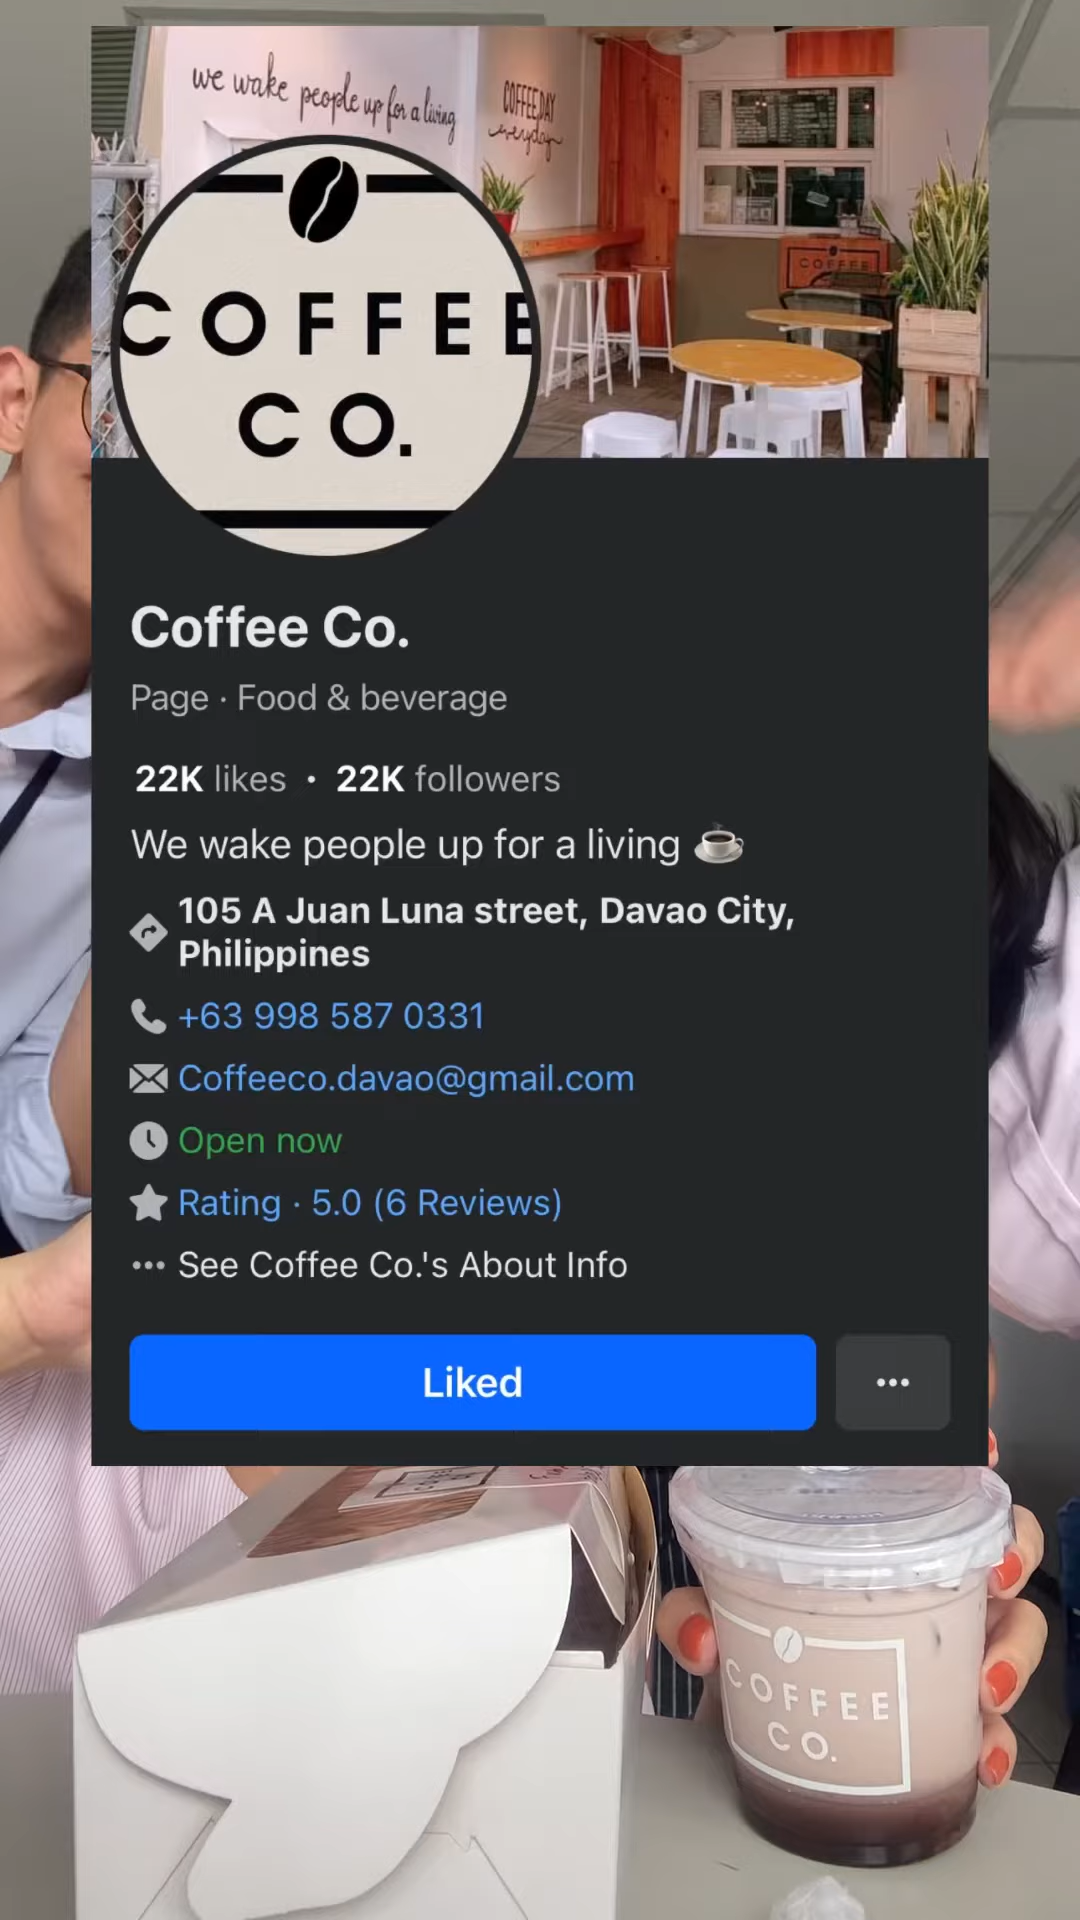 we wake people up for a living
COFFEE DAY
everyday
COFFEE
COFFEE
CO.
Coffee Co.
Page · Food & beverage
22K likes · 22K followers
We wake people up for a living ☕
105 A Juan Luna street, Davao City,
Philippines
+63 998 587 0331
Coffeeco.davao@gmail.com
Open now
Rating · 5.0 (6 Reviews)
••• See Coffee Co.'s About Info
Liked
•••
COFFEE
COFFEE
CO.